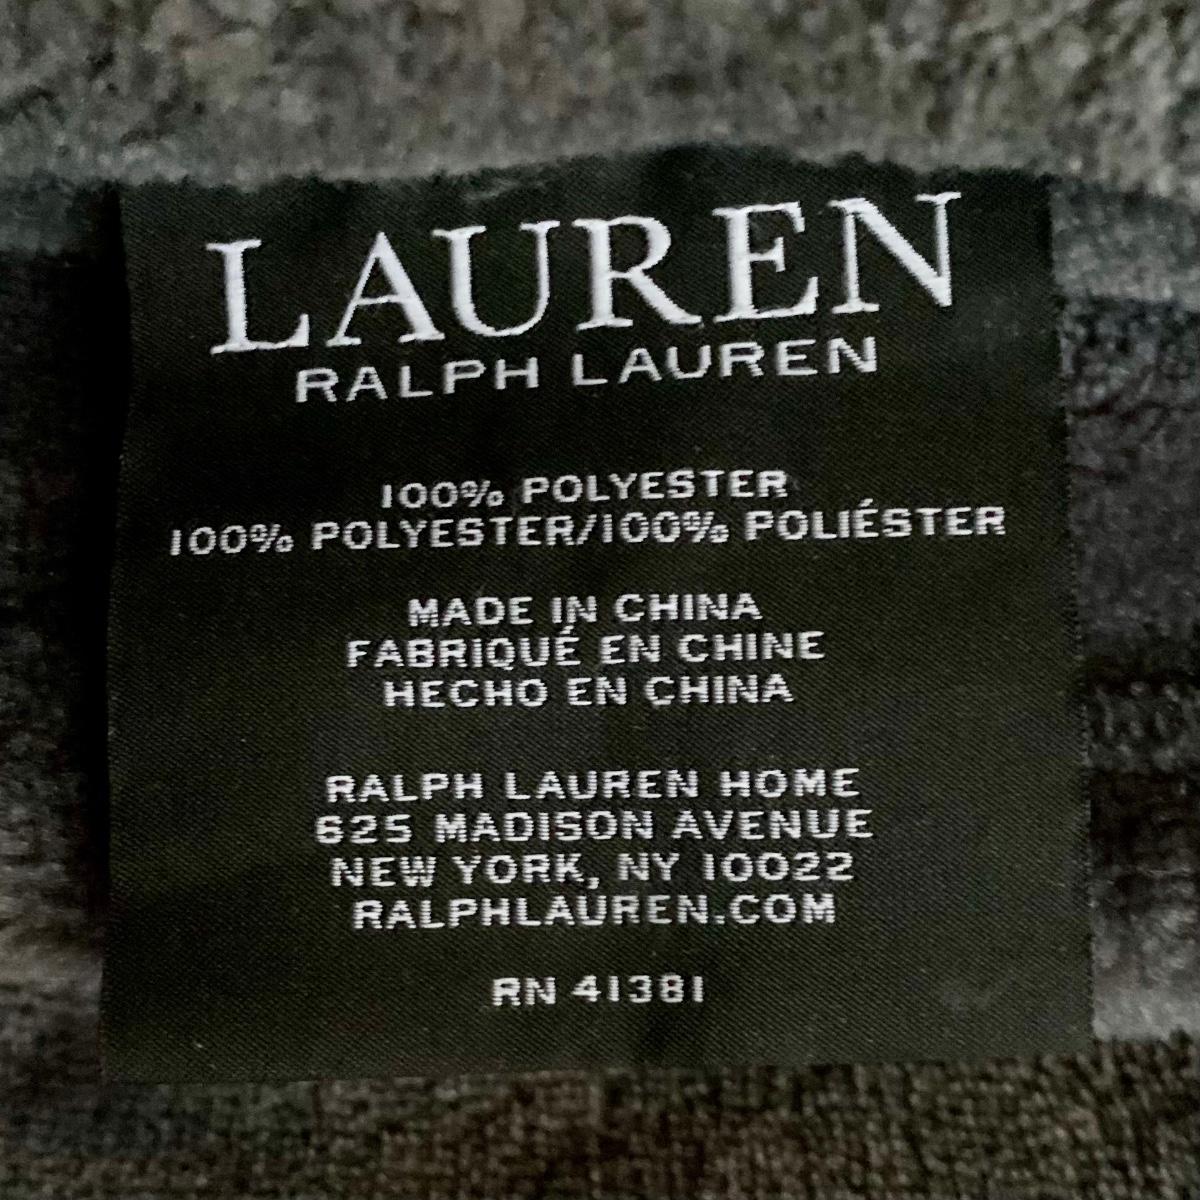 LAUREN
RALPH LAUREN
100% POLYESTER
100% POLYESTER/100% POLIÉSTER
MADE IN CHINA
FABRIQUÉ EN CHINE
HECHO EN CHINA
RALPH LAUREN HOME
625 MADISON AVENUE
NEW YORK, NY 10022
RALPHLAUREN.COM
RN 41381